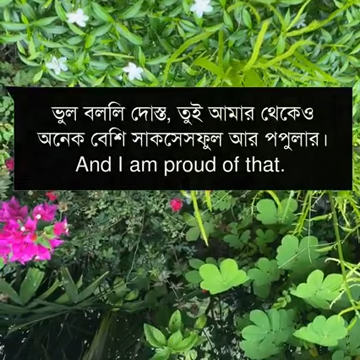 ভুল বললি দোস্ত, তুই আমার থেকেও
অনেক বেশি সাকসেসফুল আর পপুলার।
And I am proud of that.